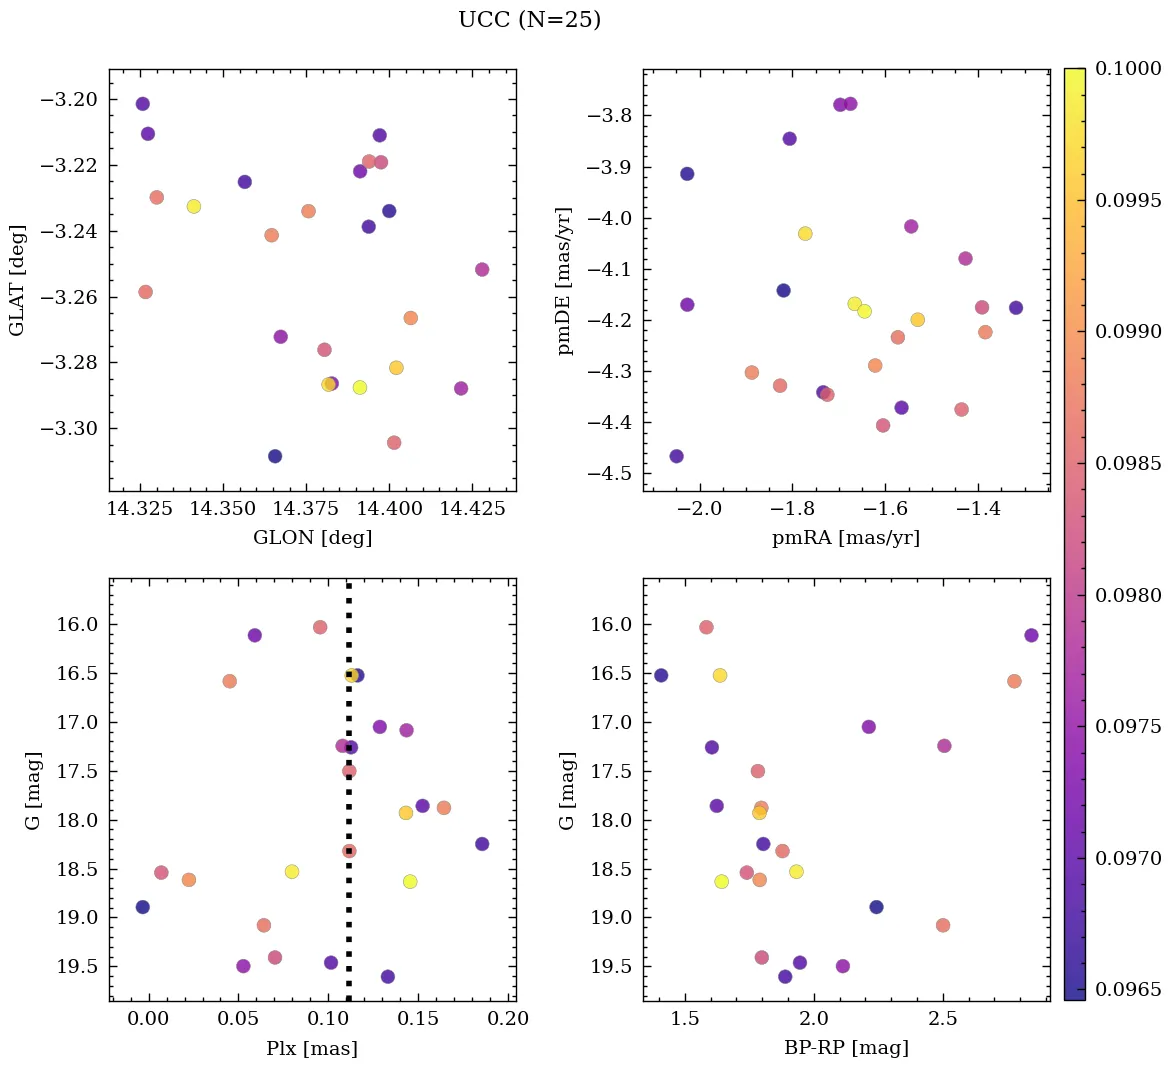 UCC (N=25)
−3.20
−3.22
−3.24
−3.26
−3.28
−3.30
GLAT [deg]
14.325 14.350 14.375 14.400 14.425
GLON [deg]
−3.8
−3.9
−4.0
−4.1
−4.2
−4.3
−4.4
−4.5
pmDE [mas/yr]
−2.0 −1.8 −1.6 −1.4
pmRA [mas/yr]
16.0
16.5
17.0
17.5
18.0
18.5
19.0
19.5
G [mag]
0.00 0.05 0.10 0.15 0.20
Plx [mas]
16.0
16.5
17.0
17.5
18.0
18.5
19.0
19.5
G [mag]
1.5 2.0 2.5
BP-RP [mag]
0.1000
0.0995
0.0990
0.0985
0.0980
0.0975
0.0970
0.0965